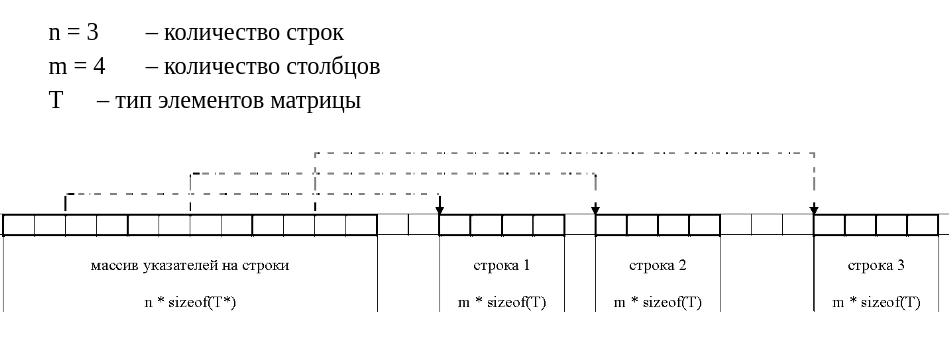 n = 3 – количество строк
m = 4 – количество столбцов
T – тип элементов матрицы
массив указателей на строки строка 1 строка 2 строка 3
n * sizeof(T*) m * sizeof(T) m * sizeof(T) m * sizeof(T)